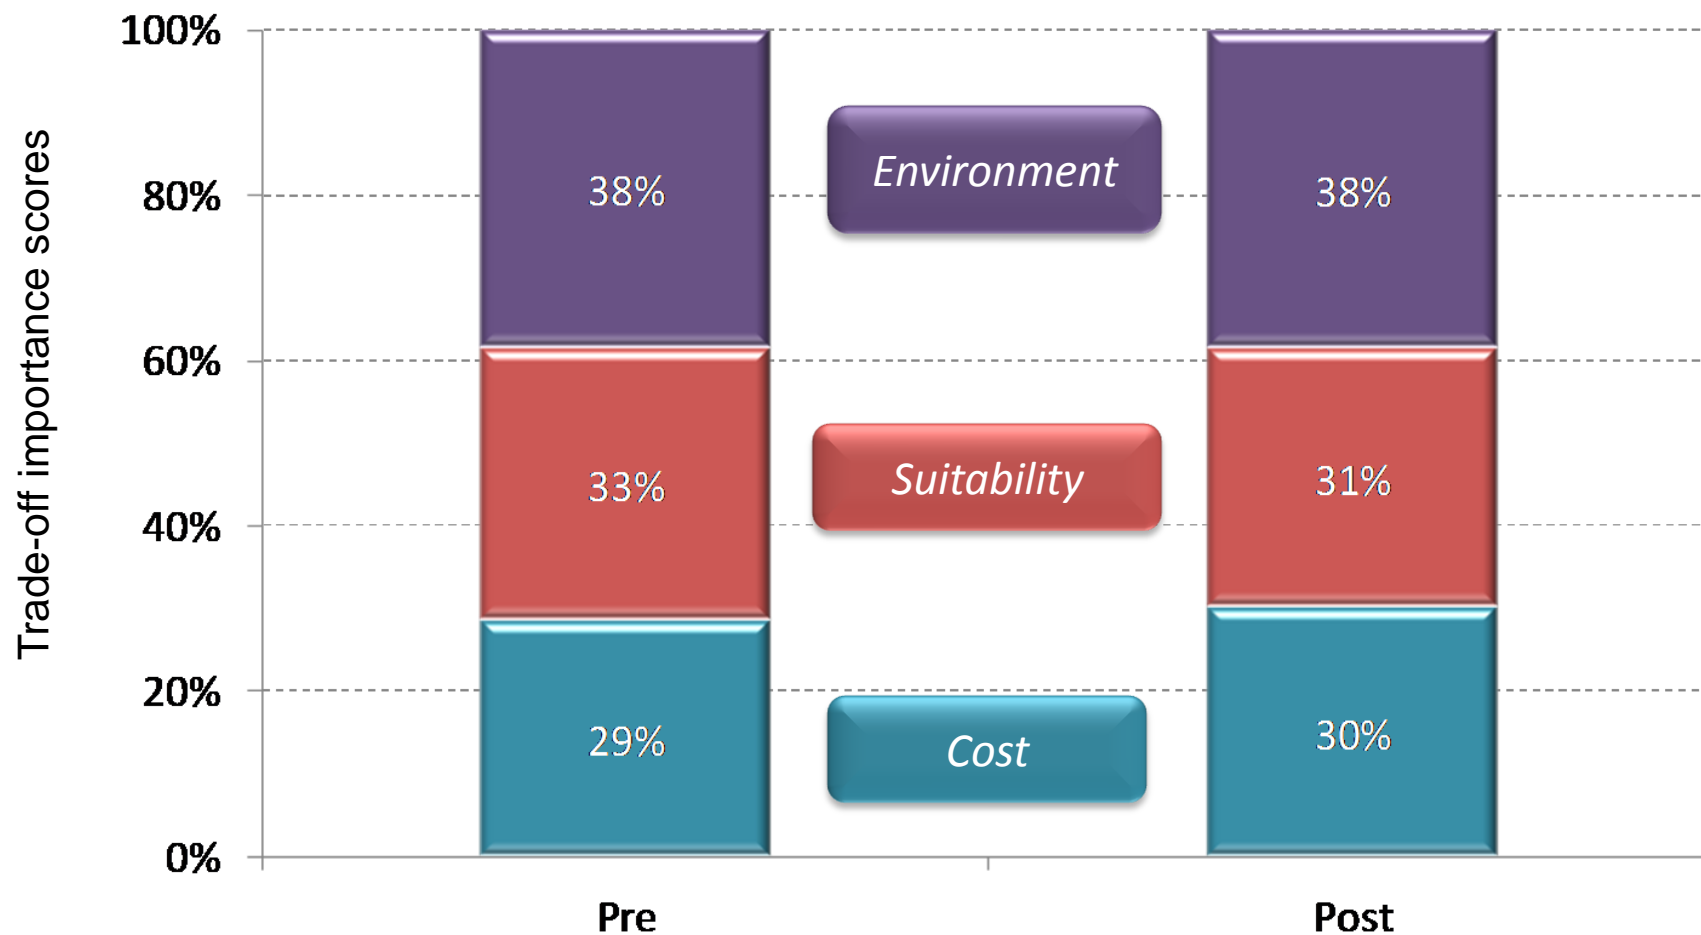 Trade-off importance scores
100%
80%
60%
40%
20%
0%
38%
33%
29%
Environment
Suitability
Cost
38%
31%
30%
Pre
Post